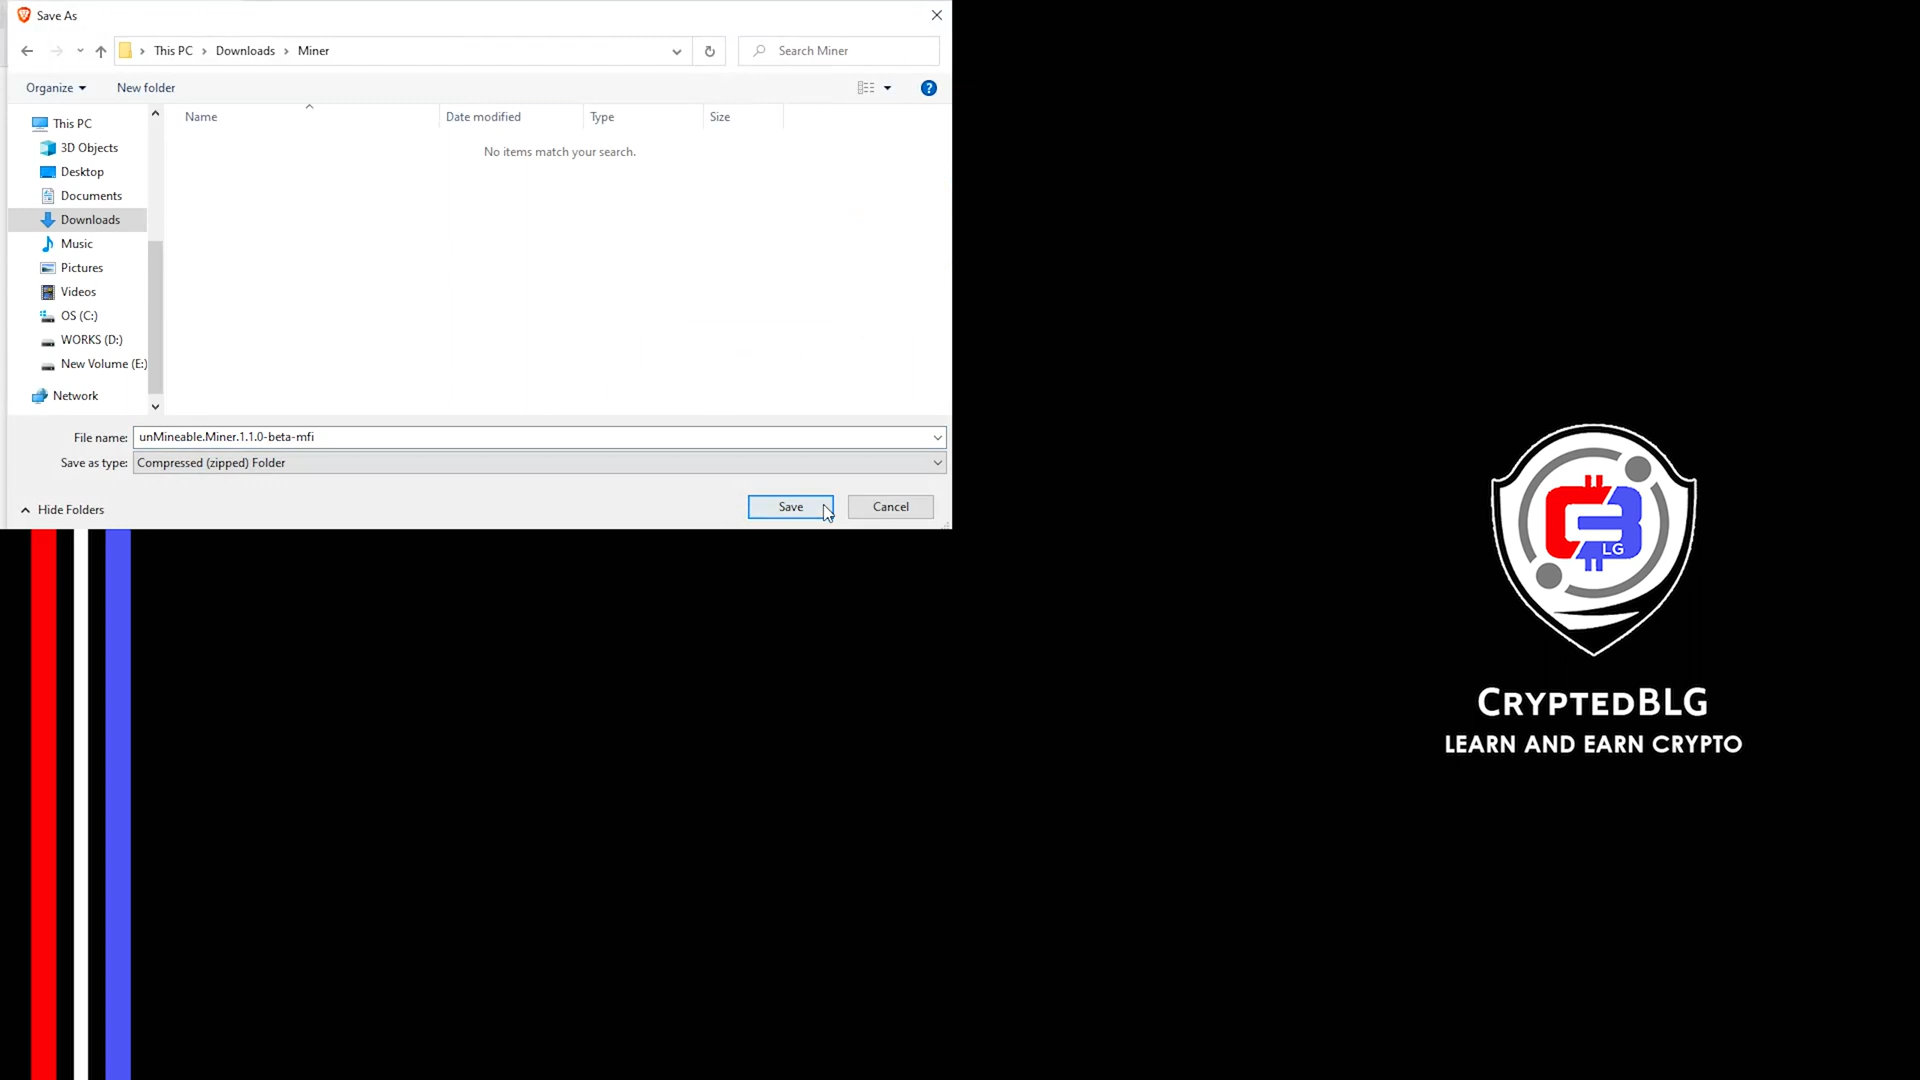 Save As
This PC
Downloads
Miner
Search Miner
Organize
New folder
Name
Date modified
Type
Size
No items match your search.
This PC
3D Objects
Desktop
Documents
Downloads
Music
Pictures
Videos
OS (C:)
WORKS (D:)
New Volume (E:)
Network
File name: unMineable.Miner.1.1.0-beta-mfi
Save as type: Compressed (zipped) Folder
Hide Folders
Save
Cancel
LG
CRYPTEDBLG
LEARN AND EARN CRYPTO